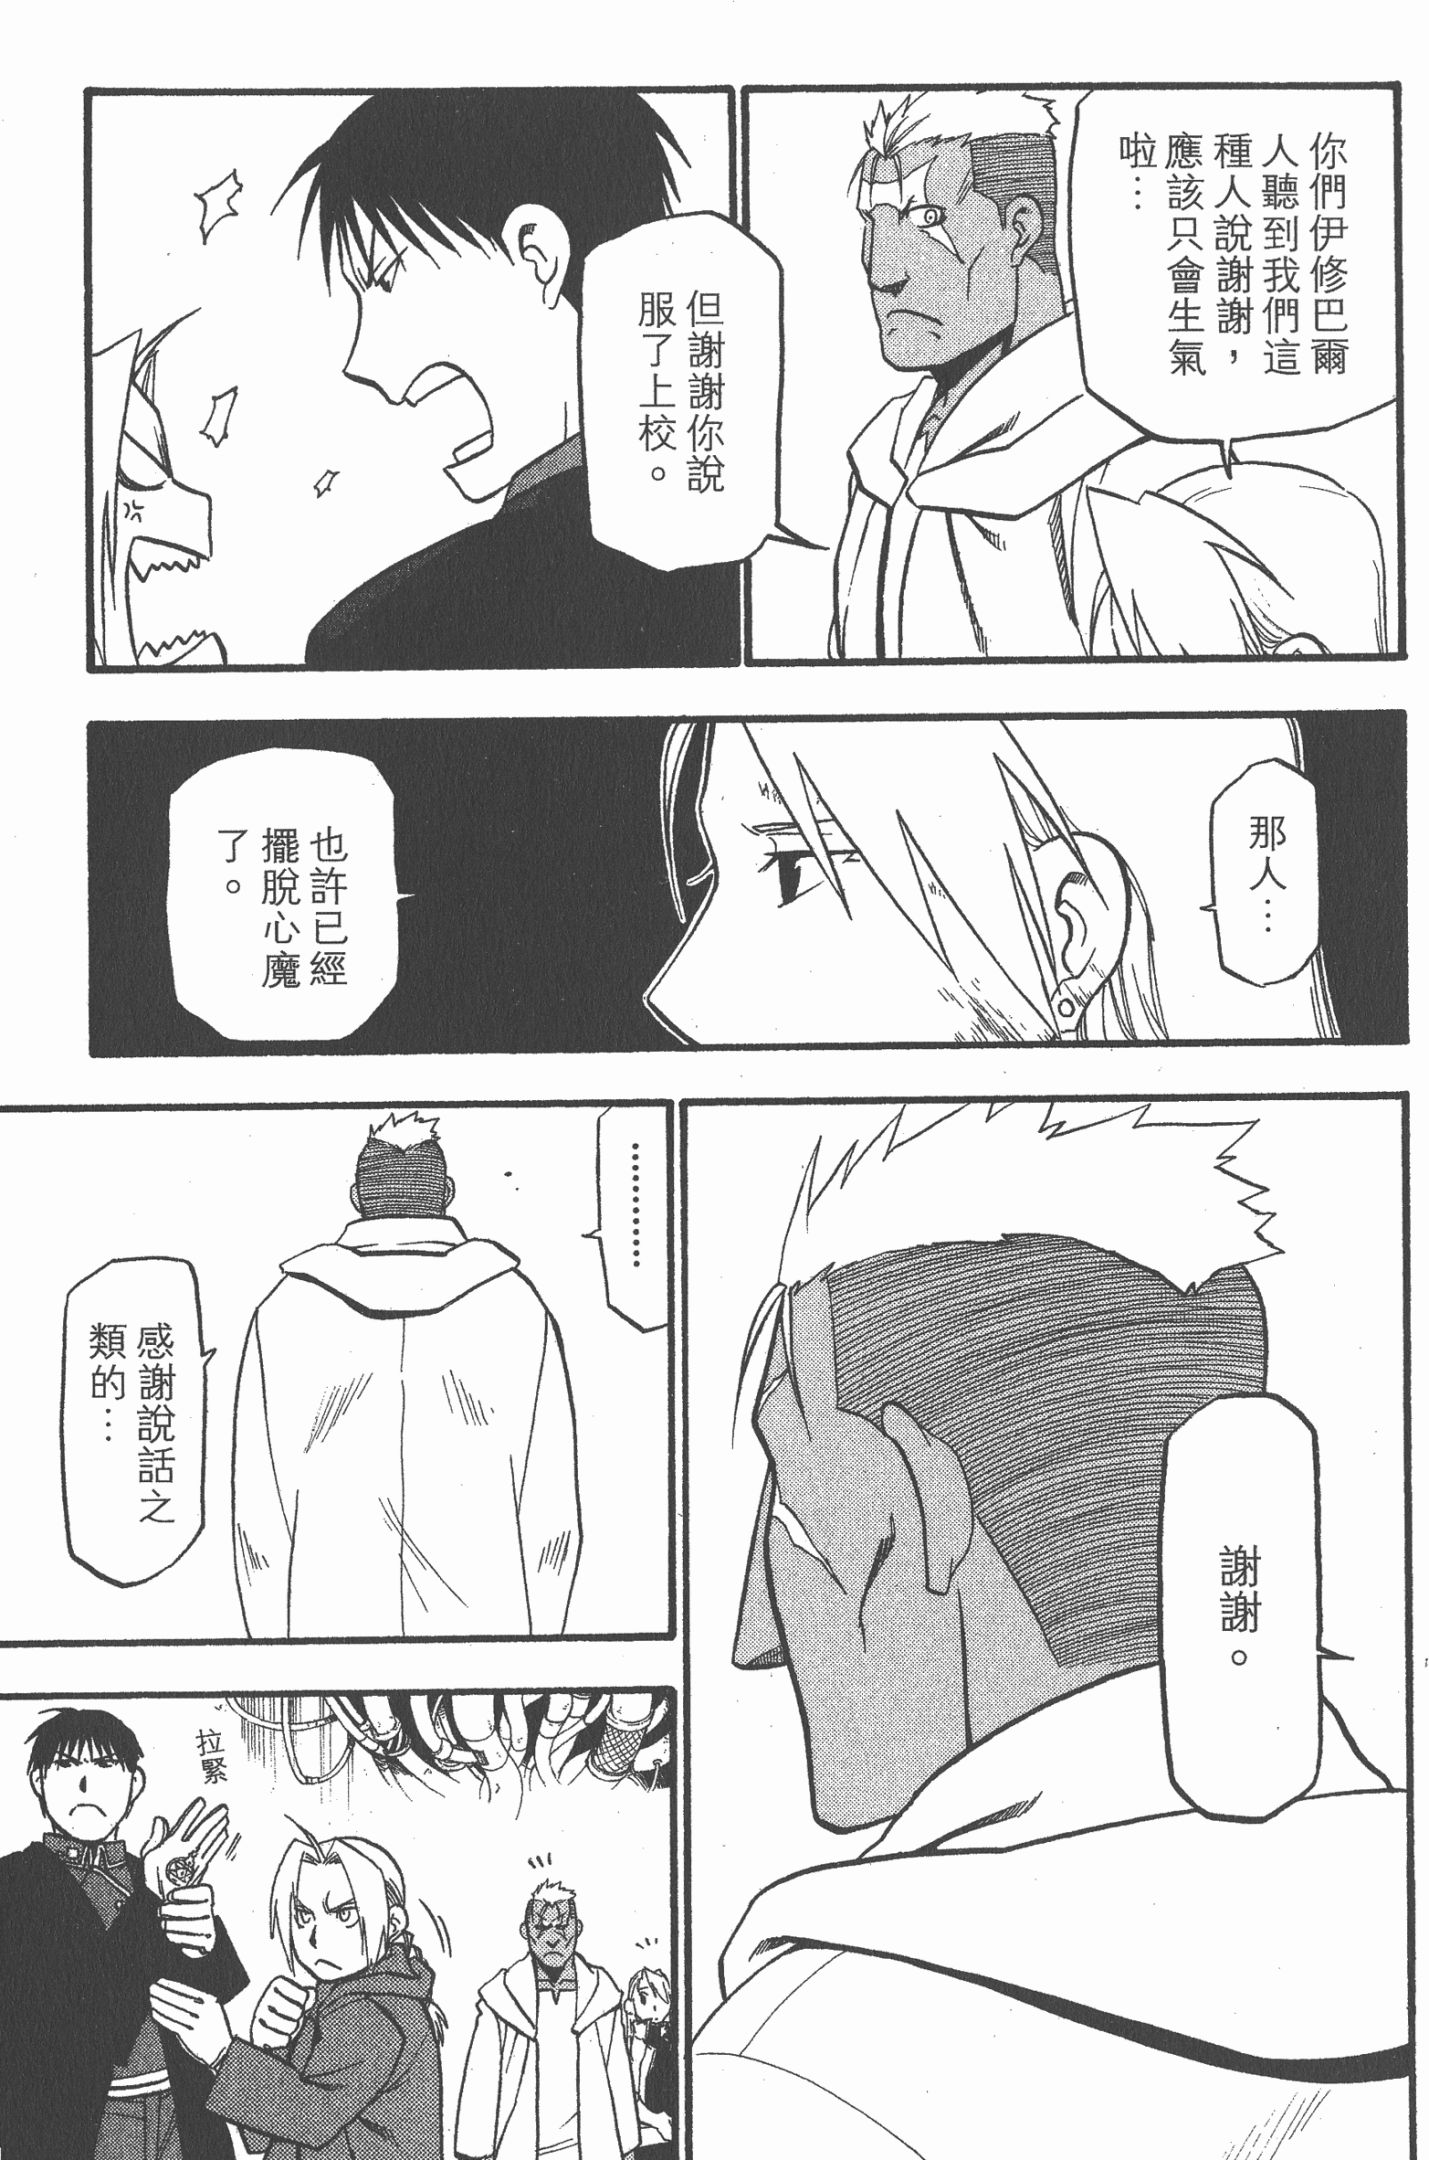 你們伊修巴爾
人聽到我們這
種人說謝謝，
應該只會生氣
啦…
但謝謝你說
服了上校。
那人…
也許已經
擺脫心魔
了。
謝謝。
…………
感謝說話之
類的…
拉緊